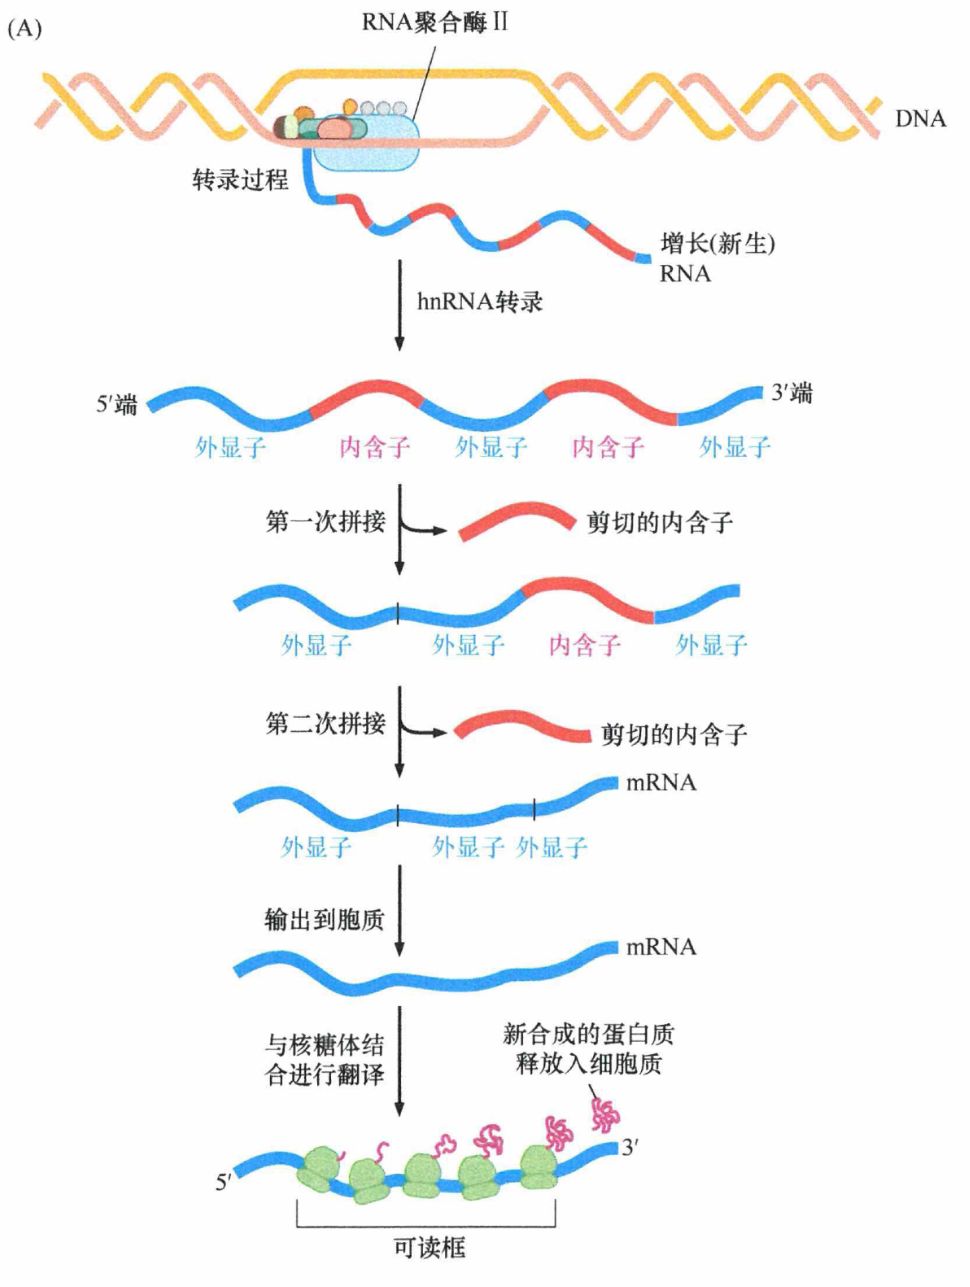 (A)
RNA聚合酶Ⅱ
DNA
转录过程
增长(新生)
RNA
hnRNA转录
5′端
3′端
外显子
内含子
外显子
内含子
外显子
第一次拼接
剪切的内含子
外显子
外显子
内含子
外显子
第二次拼接
剪切的内含子
mRNA
外显子
外显子
外显子
输出到胞质
mRNA
与核糖体结
合进行翻译
新合成的蛋白质
释放入细胞质
5′
3′
可读框